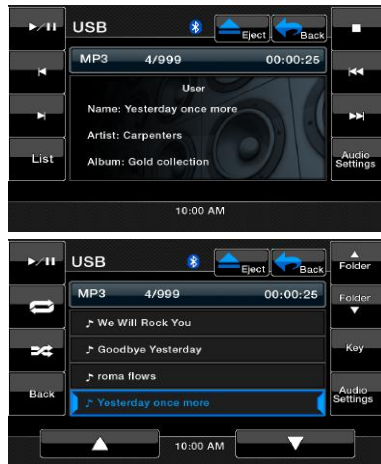 USB
Eject
Back
MP3 4/999 00:00:25
User
Name: Yesterday once more
Artist: Carpenters
List
Album: Gold collection
Audio
Settings
10:00 AM
USB
Eject
Back
Folder
MP3 4/999 00:00:25
Folder
We Will Rock You
Goodbye Yesterday
Key
roma flows
Back
Yesterday once more
Audio
Settings
10:00 AM